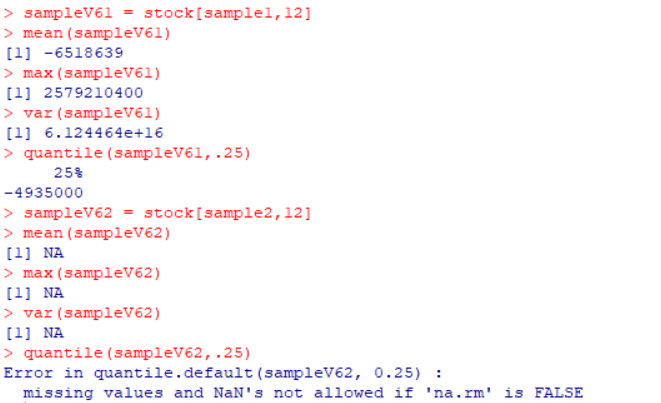 > sampleV61 = stock[sample1,12]
> mean(sampleV61)
[1] -6518639
> max(sampleV61)
[1] 2579210400
> var(sampleV61)
[1] 6.124464e+16
> quantile(sampleV61,.25)
     25%
-4935000
> sampleV62 = stock[sample2,12]
> mean(sampleV62)
[1] NA
> max(sampleV62)
[1] NA
> var(sampleV62)
[1] NA
> quantile(sampleV62,.25)
Error in quantile.default(sampleV62, 0.25) :
  missing values and NaN's not allowed if 'na.rm' is FALSE